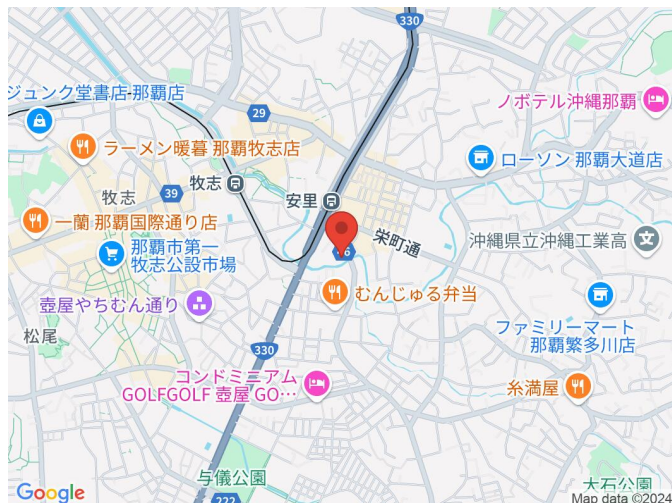 330
ジュンク堂書店 那覇店
ノボテル沖縄那覇
29
ラーメン暖暮 那覇牧志店
ローソン 那覇大道店
牧志
39
牧志
安里
一蘭 那覇国際通り店
栄町通
沖縄県立沖縄工業高
那覇市第一
牧志公設市場
むんじゅる弁当
壺屋やちむん通り
ファミリーマート
那覇繁多川店
松尾
330
コンドミニアム
GOLFGOLF 壺屋 GO…
糸満屋
与儀公園
大石公園
222
Google
Map data ©2024